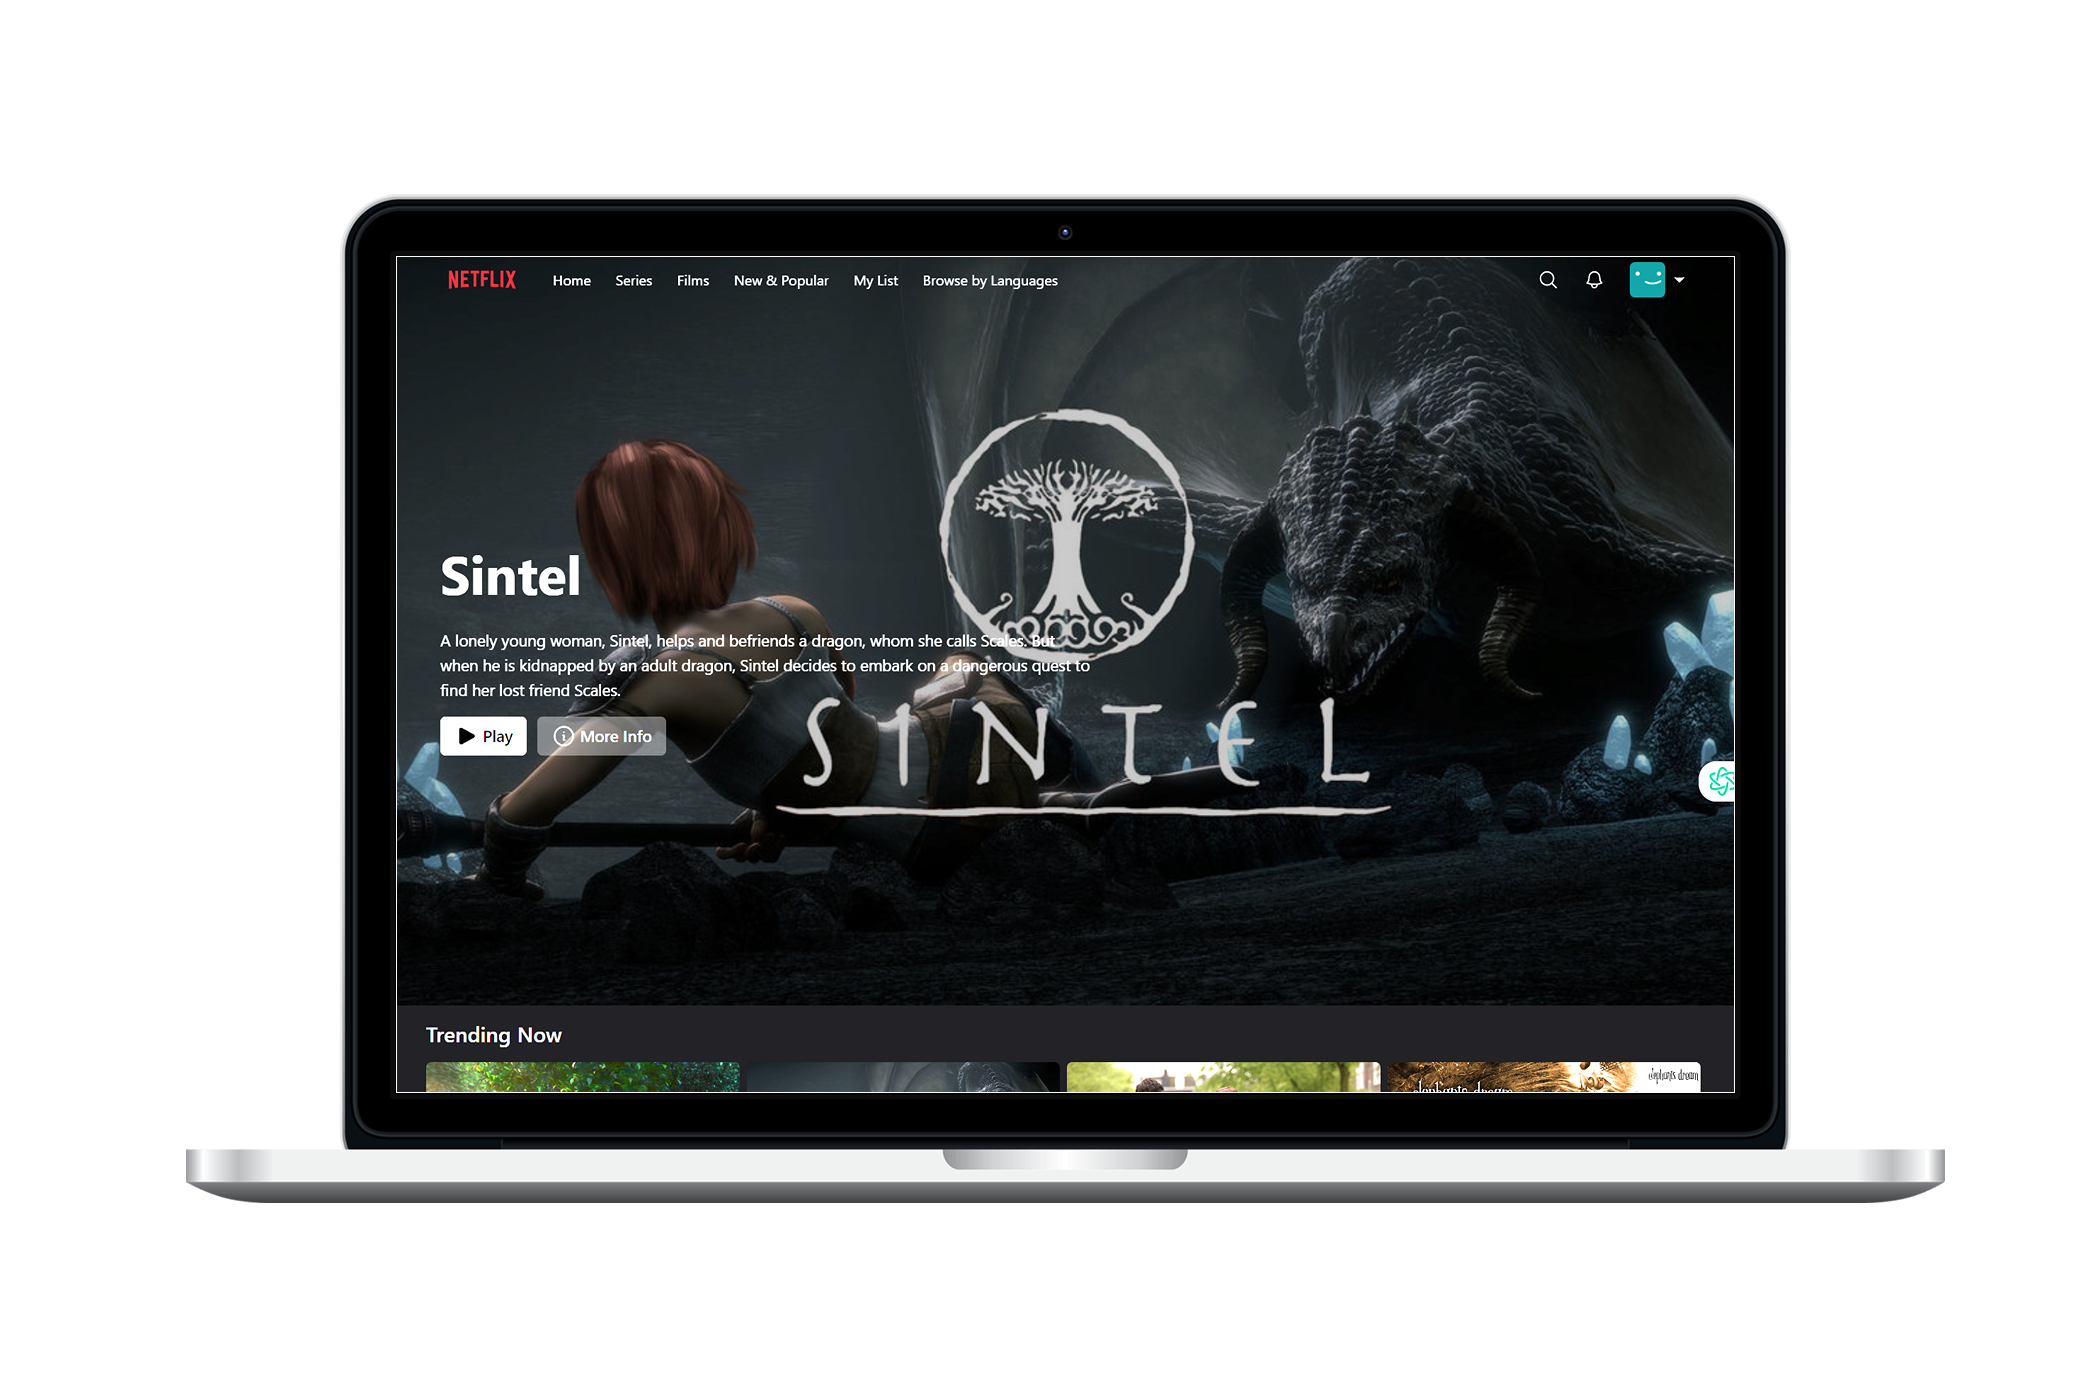 NETFLIX Home Series Films New & Popular My List Browse by Languages
Sintel
A lonely young woman, Sintel, helps and befriends a dragon, whom she calls Scales. But
when he is kidnapped by an adult dragon, Sintel decides to embark on a dangerous quest to
find her lost friend Scales.
Play More Info
SINTEL
Trending Now
elephants dream
elephants dream